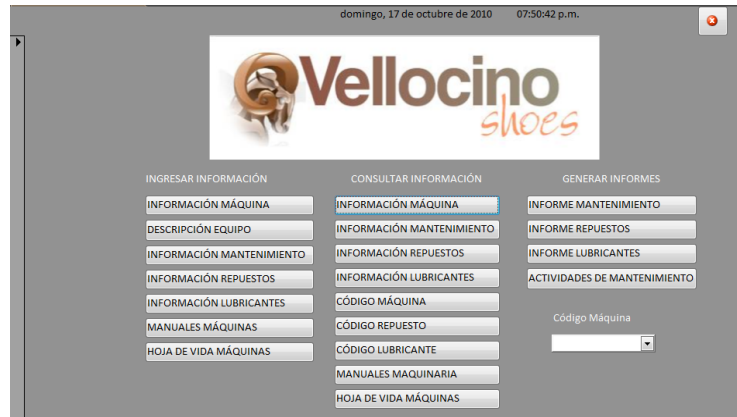 domingo, 17 de octubre de 2010 07:50:42 p.m.
Vellocino
shoes
INGRESAR INFORMACIÓN
INFORMACIÓN MÁQUINA
DESCRIPCIÓN EQUIPO
INFORMACIÓN MANTENIMIENTO
INFORMACIÓN REPUESTOS
INFORMACIÓN LUBRICANTES
MANUALES MÁQUINAS
HOJA DE VIDA MÁQUINAS
CONSULTAR INFORMACIÓN
INFORMACIÓN MÁQUINA
INFORMACIÓN MANTENIMIENTO
INFORMACIÓN REPUESTOS
INFORMACIÓN LUBRICANTES
CÓDIGO MÁQUINA
CÓDIGO REPUESTO
CÓDIGO LUBRICANTE
MANUALES MAQUINARIA
HOJA DE VIDA MÁQUINAS
GENERAR INFORMES
INFORME MANTENIMIENTO
INFORME REPUESTOS
INFORME LUBRICANTES
ACTIVIDADES DE MANTENIMIENTO
Código Máquina